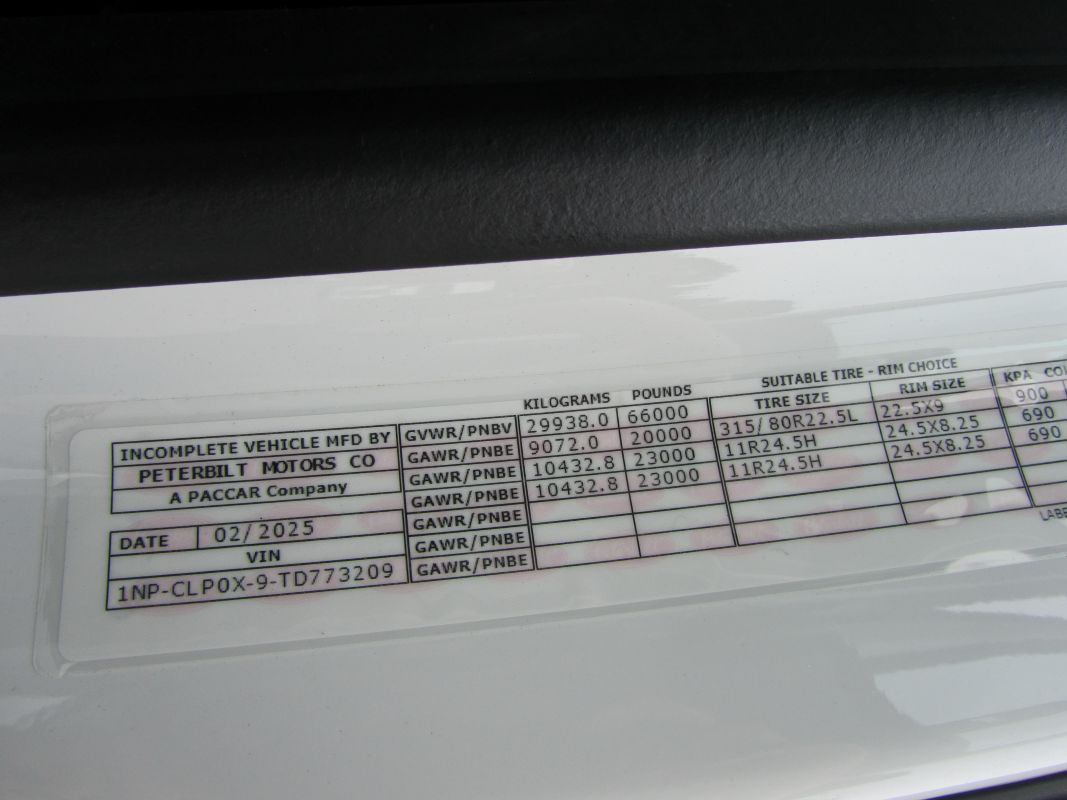 KILOGRAMS POUNDS SUITABLE TIRE - RIM CHOICE
TIRE SIZE RIM SIZE KPA
INCOMPLETE VEHICLE MFD BY GVWR/PNBV 29938.0 66000
PETERBILT MOTORS CO GAWR/PNBE 9072.0 20000 315/80R22.5L 22.5X9 900
A PACCAR Company GAWR/PNBE 10432.8 23000 11R24.5H 24.5X8.25 690
GAWR/PNBE 10432.8 23000 11R24.5H 24.5X8.25 690
DATE 02/2025 GAWR/PNBE
VIN GAWR/PNBE
1NP-CLP0X-9-TD773209 GAWR/PNBE